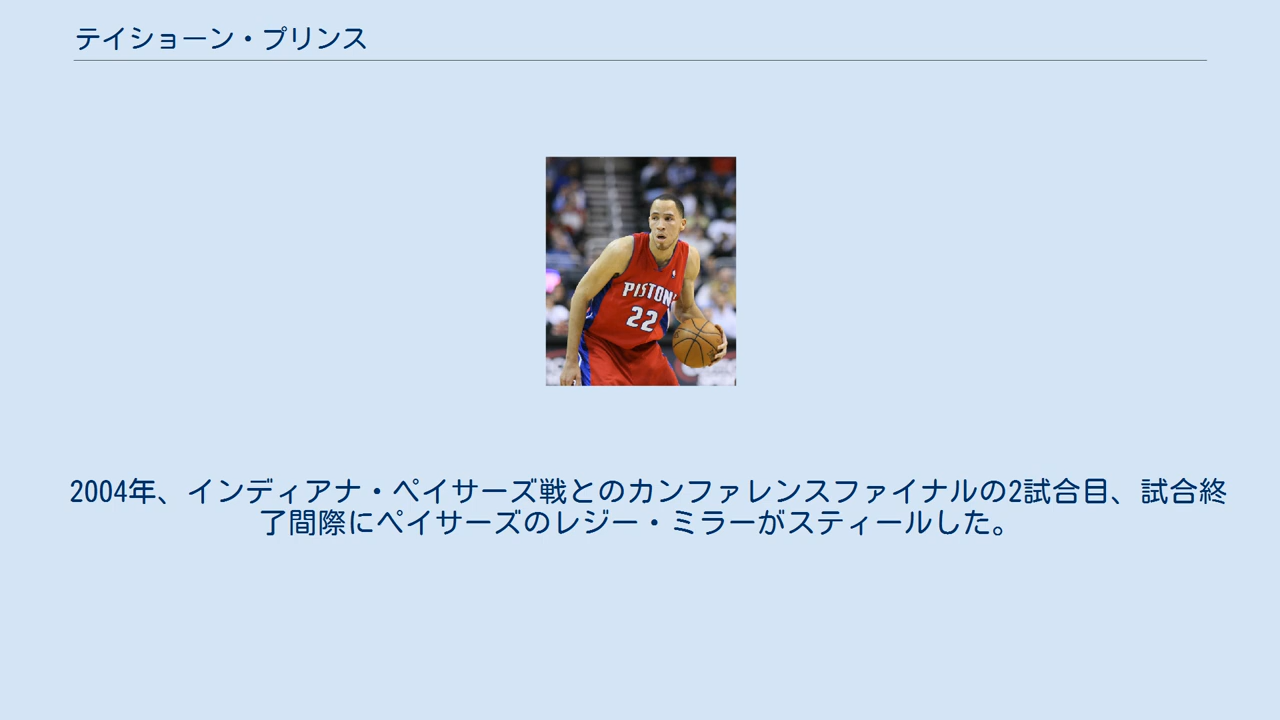 テイショーン・プリンス
PISTON
22
2004年、インディアナ・ペイサーズ戦とのカンファレンスファイナルの2試合目、試合終
了間際にペイサーズのレジー・ミラーがスティールした。